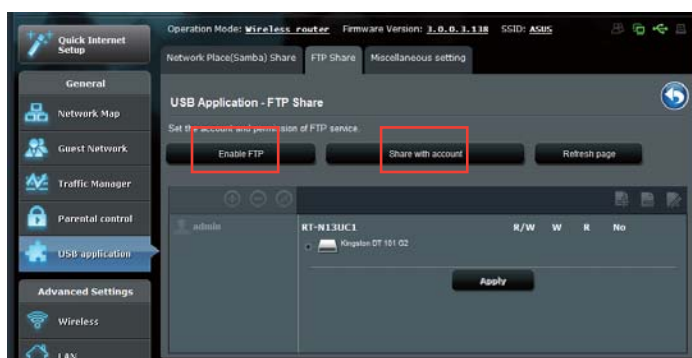 Quick Internet
Setup
Operation Mode: Wireless router Firmware Version: 3.0.0.3.138 SSID: ASUS
Network Place(Samba) Share FTP Share Miscellaneous setting
General
Network Map
Guest Network
Traffic Manager
Parental control
USB application
Advanced Settings
Wireless
LAN
USB Application - FTP Share
Set the account and permission of FTP service.
Enable FTP Share with account Refresh page
admin RT-N13UC1 R/W W R No
Kingston DT 101 G2
Apply